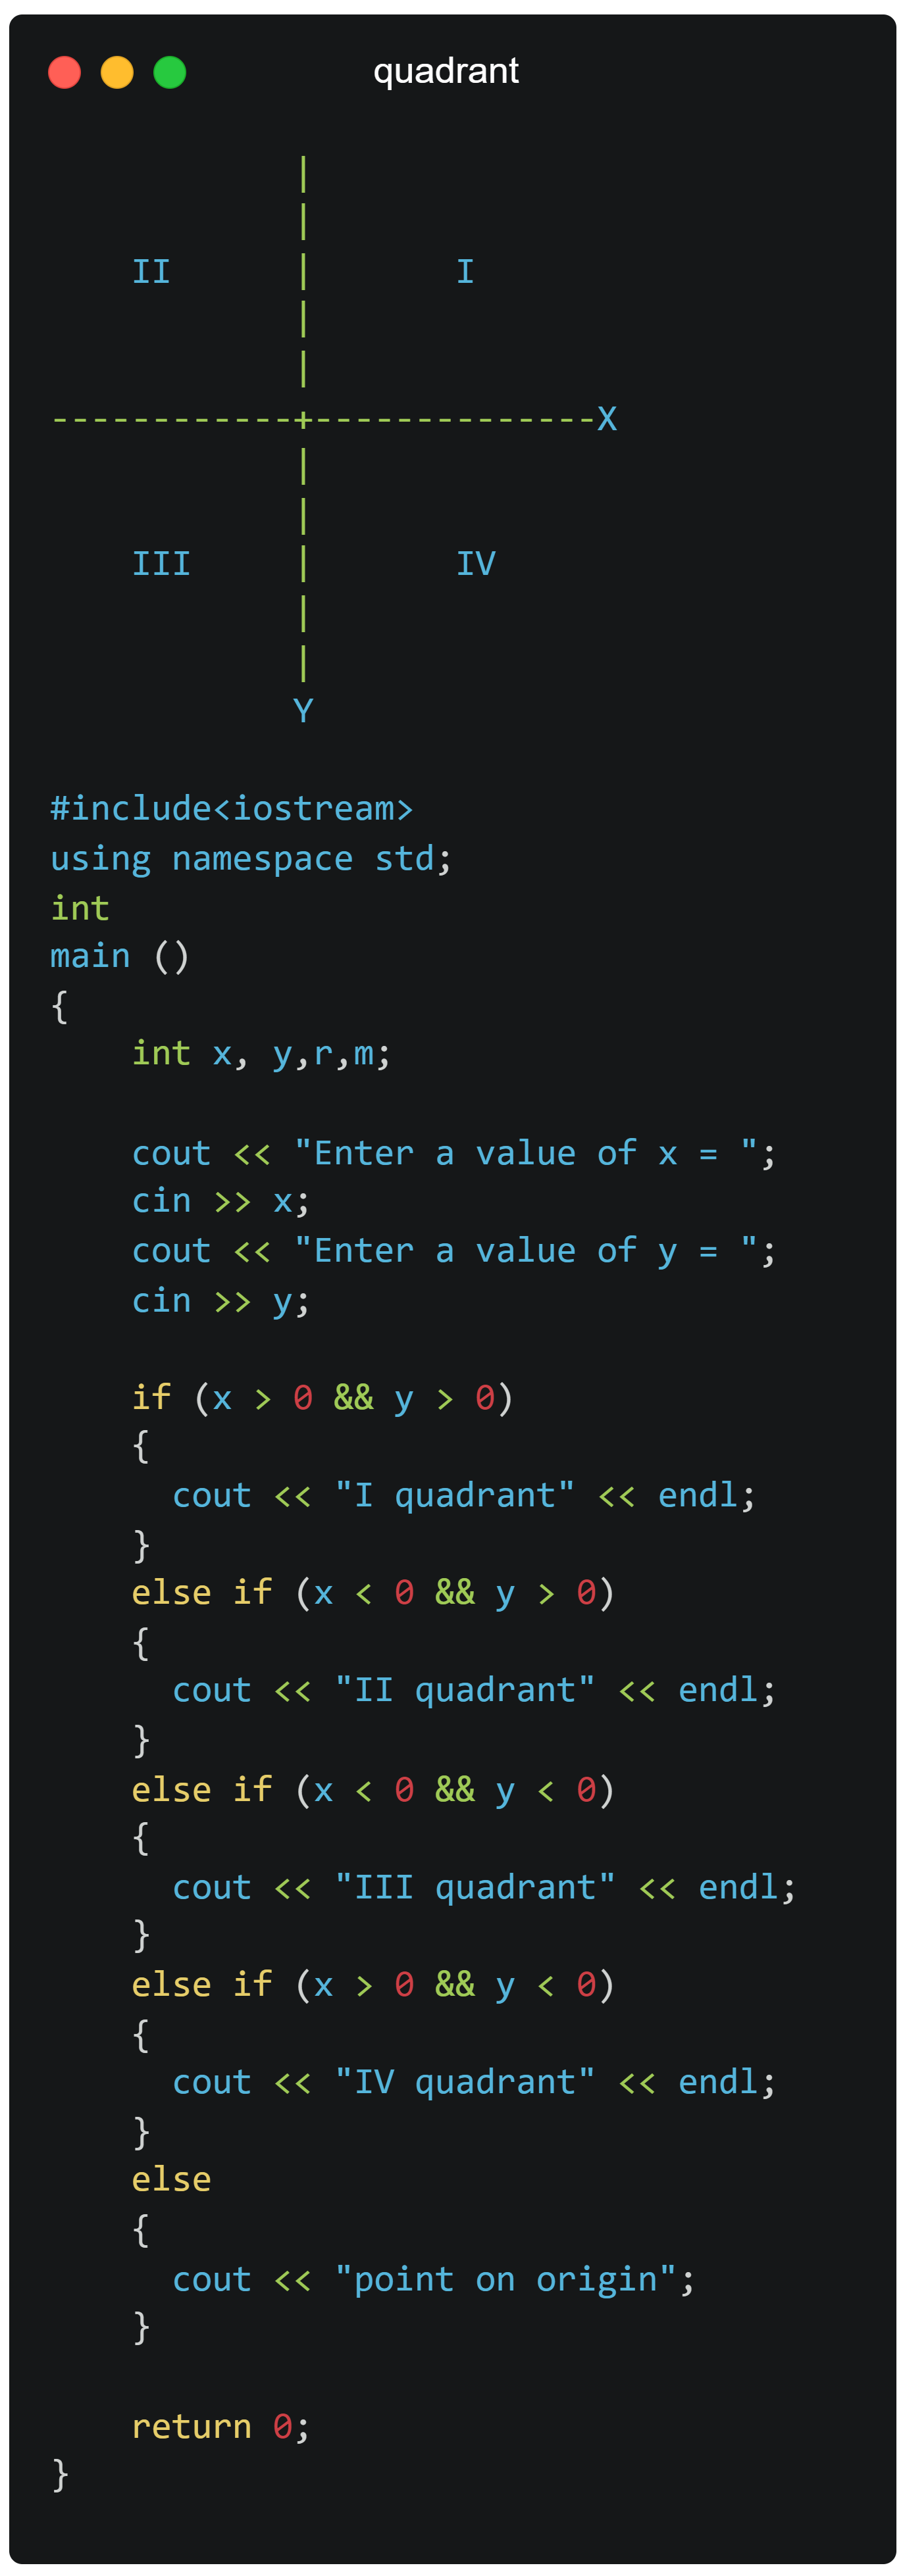 quadrant
            |
            |
    II      |       I
            |
            |
------------+--------------X
            |
            |
    III     |       IV
            |
            |
            Y

#include<iostream>
using namespace std;
int
main ()
{
    int x, y,r,m;

    cout << "Enter a value of x = ";
    cin >> x;
    cout << "Enter a value of y = ";
    cin >> y;

    if (x > 0 && y > 0)
    {
      cout << "I quadrant" << endl;
    }
    else if (x < 0 && y > 0)
    {
      cout << "II quadrant" << endl;
    }
    else if (x < 0 && y < 0)
    {
      cout << "III quadrant" << endl;
    }
    else if (x > 0 && y < 0)
    {
      cout << "IV quadrant" << endl;
    }
    else
    {
      cout << "point on origin";
    }

    return 0;
}